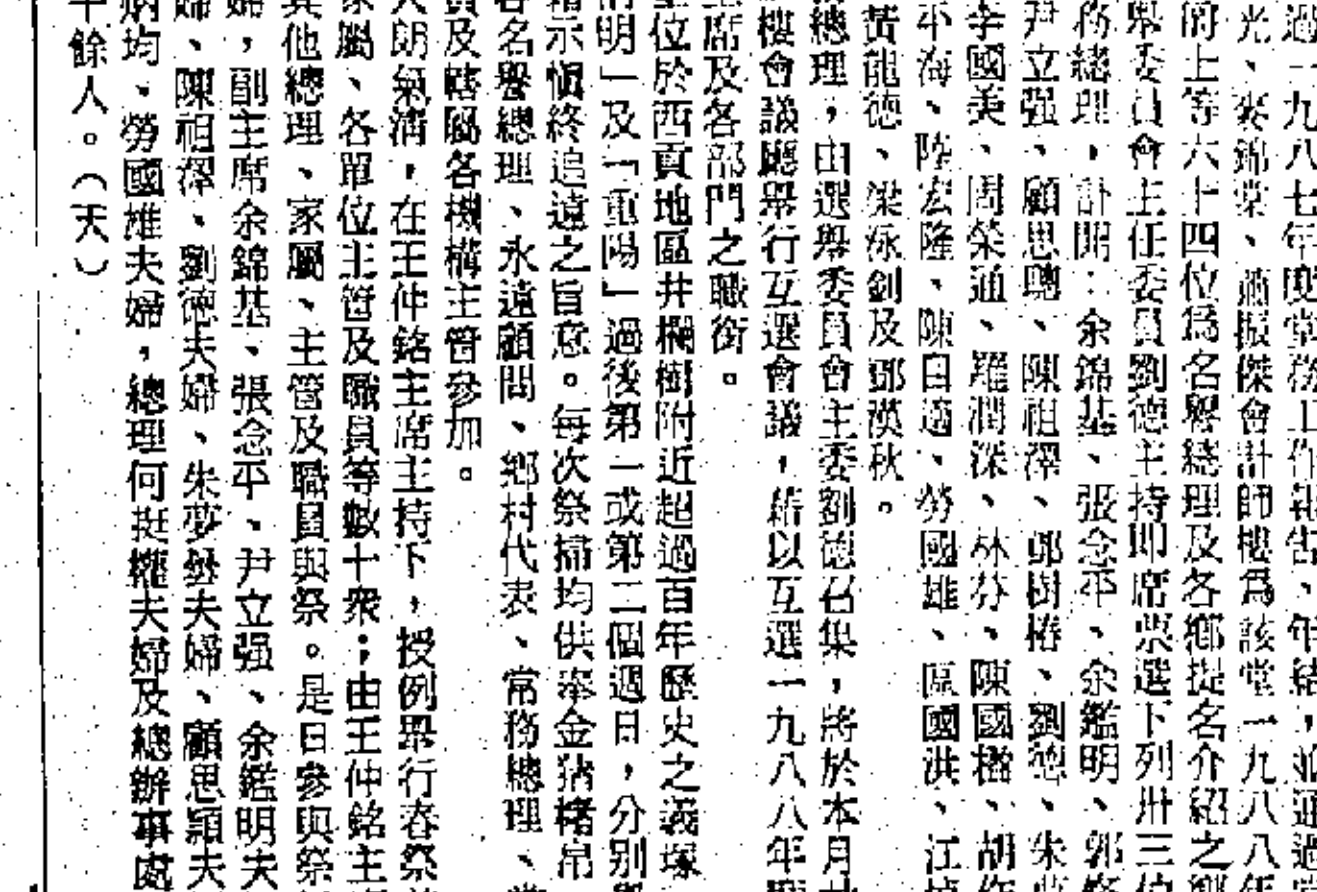 過一九八七年度堂務工作報告、年結，並通過
光、麥錦棠、蕭振傑會計師樓為該堂一九八八年
尉上等六十四位為名譽總理及各鄉提名介紹之鄉
舉委員會主任委員劉德主持即席票選下列卅三位
務總理，計開：余錦基、張念平、余鑑明、郭
尹立强、顧思聰、陳祖澤、鄭樹椿、劉德、朱夢
李國美、周榮通、羅潤深、林芬、陳國楷、胡
平海、陸宏隆、陳日邁、勞國雄、區國洪、江
黃龍德、梁泳釗及鄧漢秋。
總理，由選舉委員會主委劉德召集，將於本月廿
樓會議廳舉行互選會議，藉以互選一九八八年
主席及各部門之職銜。
位於西貢地區井欄樹附近超過百年歷史之義塚
清明」及「重陽」過後第一或第二個週日，分別舉
示慎終追遠之旨意。每次祭掃均供奉金豬楮帛
各名譽總理、永遠顧問、鄉村代表、常務總理、
員及轄屬各機構主管參加。
天朗氣清，在王仲銘主席主持下，授例舉行春祭
家屬、各單位主管及職員等數十衆；由王仲銘主
其他總理、家屬、主管及職員與祭。是日參與祭
婦，副主席余錦基、張念平、尹立强、余鑑明夫
婦、陳祖澤、劉德夫婦、朱夢曇夫婦、顧思穎夫
炳均、勞國雄夫婦，總理何挺權夫婦及總辦事處
十餘人。（天）